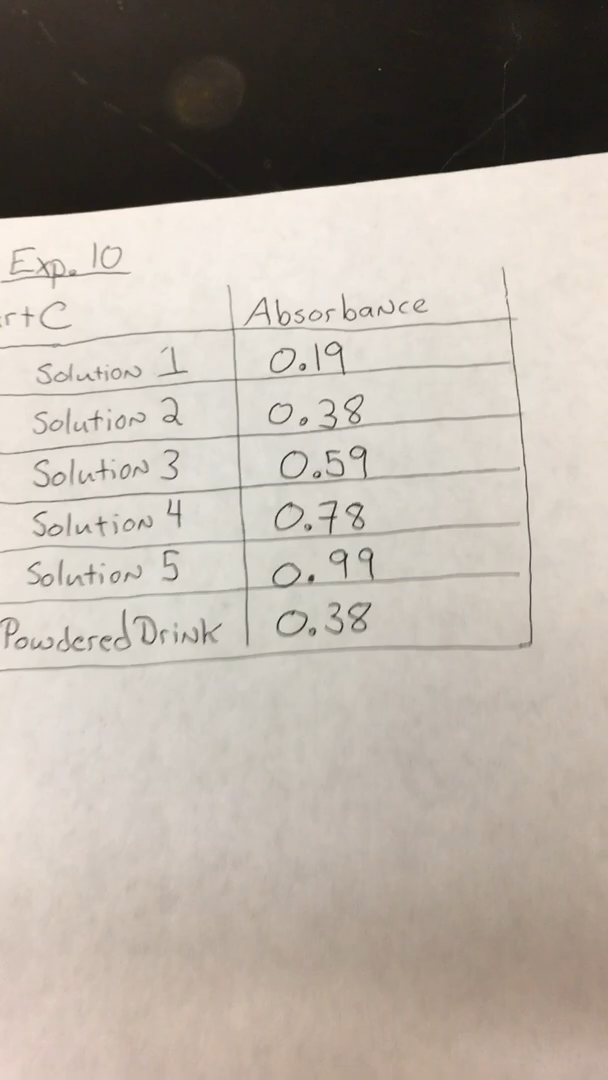 Exp. 10
rt C Absorbance
Solution 1 0.19
Solution 2 0.38
Solution 3 0.59
Solution 4 0.78
Solution 5 0.99
Powdered Drink 0.38